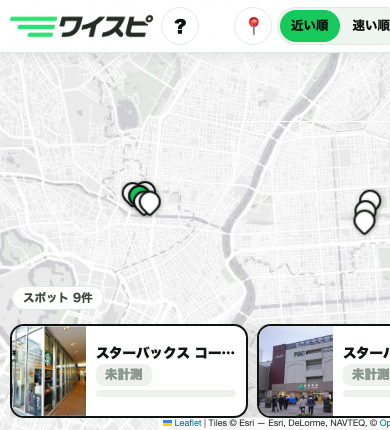 ワイスピ ? 近い順 速い順
スポット 9件
スターバックス コー… スターバ
未計測 未計測
Leaflet | Tiles © Esri — Esri, DeLorme, NAVTEQ, © Op